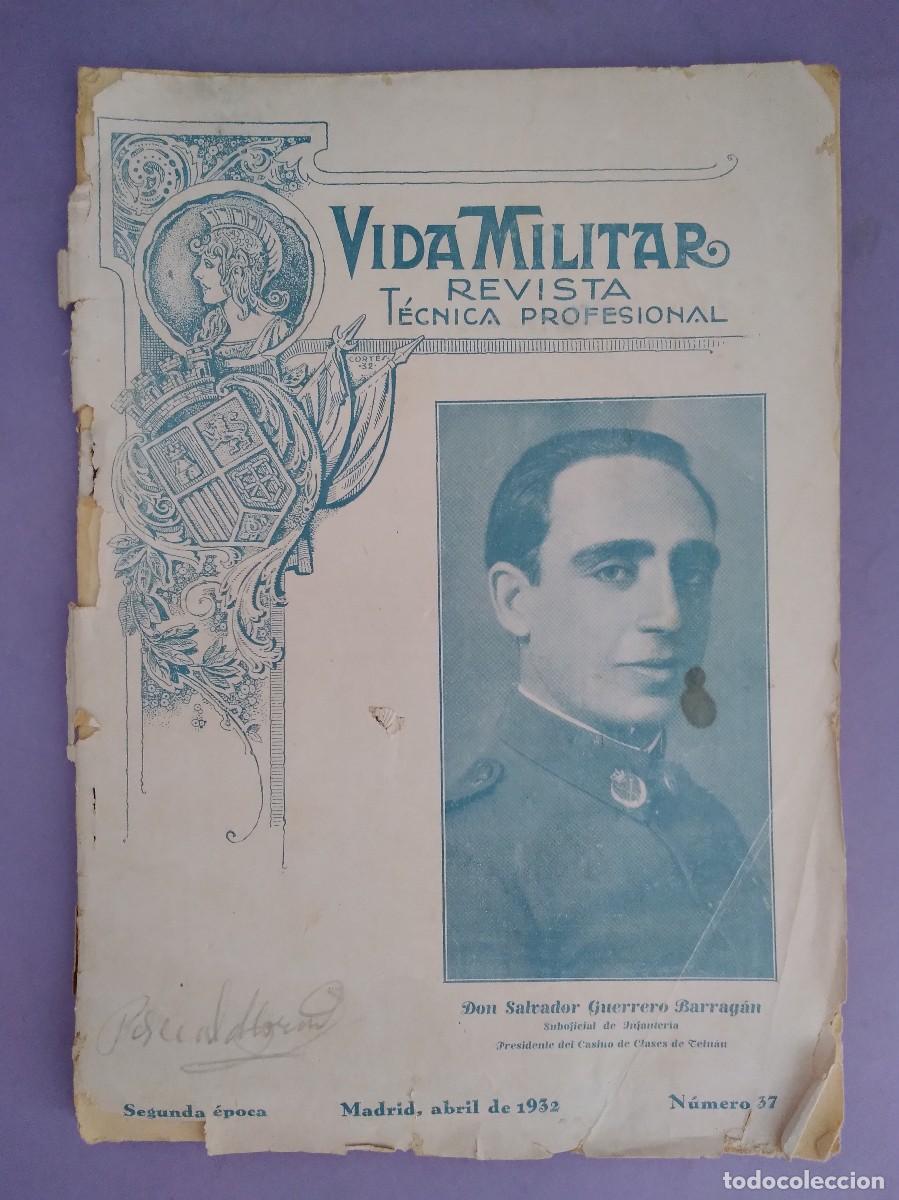 VIDA MILITAR
REVISTA
TÉCNICA PROFESIONAL
CORTÉS
·32·
Don Salvador Guerrero Barragán
Suboficial de Infantería
Presidente del Casino de Clases de Tetuán
Segunda época Madrid, abril de 1932 Número 37
todocoleccion